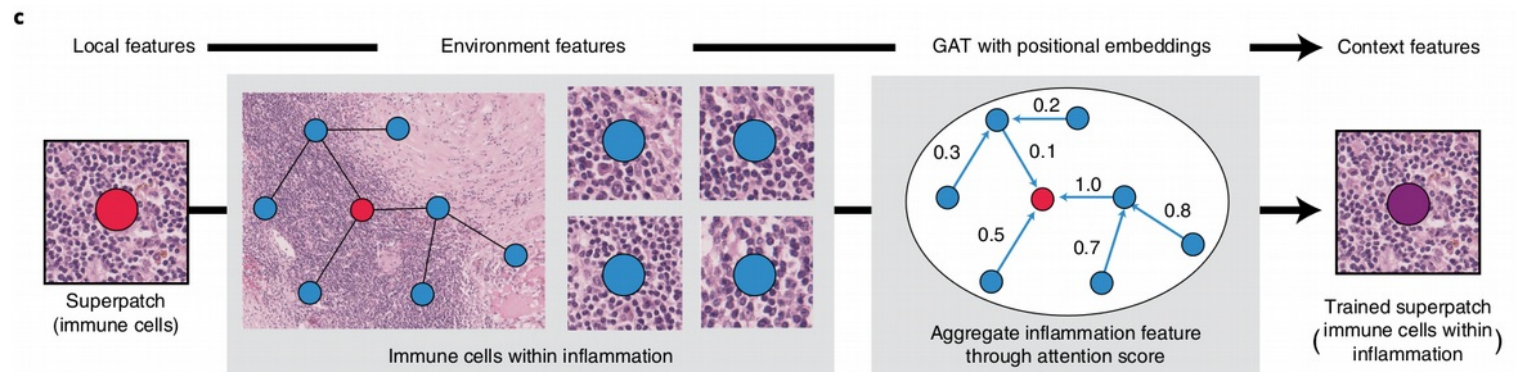 c
Local features
Environment features
GAT with positional embeddings
Context features
Superpatch
(immune cells)
Immune cells within inflammation
0.2
0.3
0.1
1.0
0.8
0.5
0.7
Aggregate inflammation feature
through attention score
Trained superpatch
(immune cells within
inflammation)